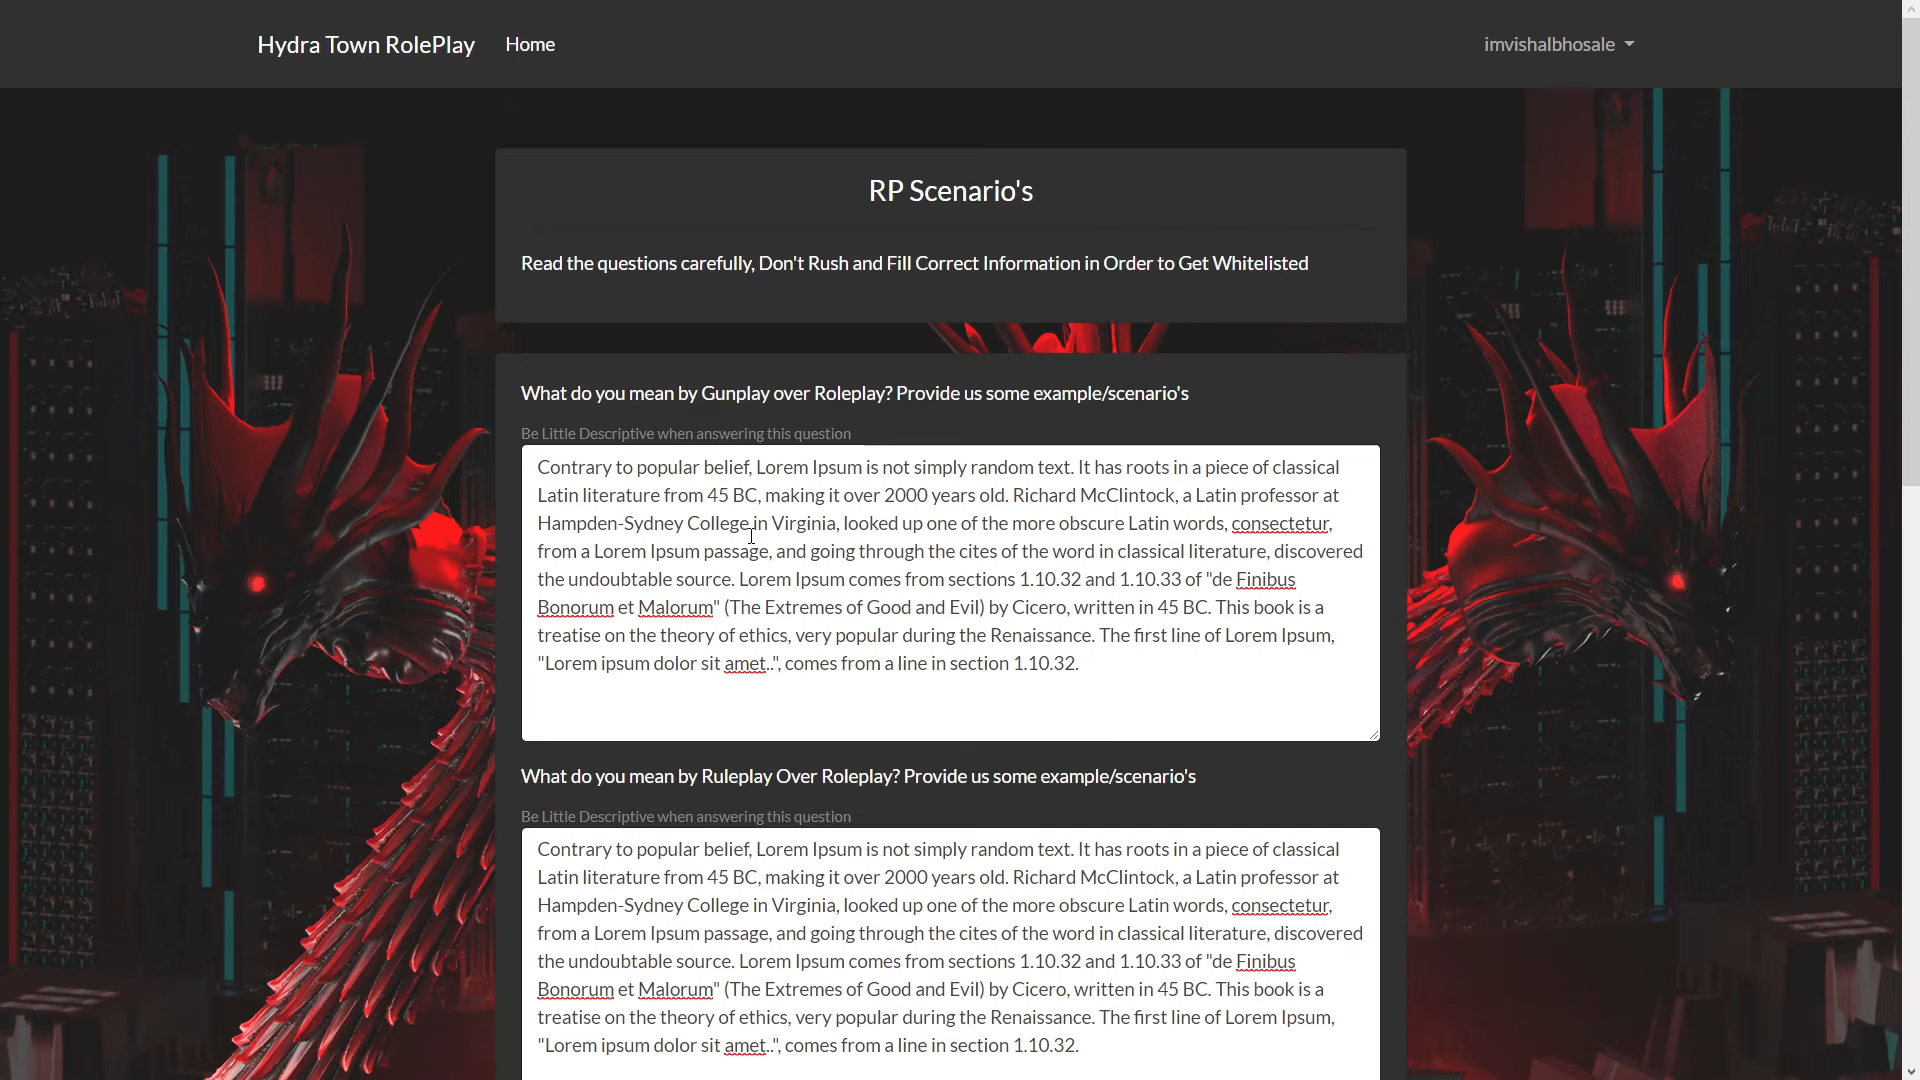 Hydra Town RolePlay Home imvishalbhosale
RP Scenario's
Read the questions carefully, Don't Rush and Fill Correct Information in Order to Get Whitelisted
What do you mean by Gunplay over Roleplay? Provide us some example/scenario's
Be Little Descriptive when answering this question
Contrary to popular belief, Lorem Ipsum is not simply random text. It has roots in a piece of classical
Latin literature from 45 BC, making it over 2000 years old. Richard McClintock, a Latin professor at
Hampden-Sydney College in Virginia, looked up one of the more obscure Latin words, consectetur,
from a Lorem Ipsum passage, and going through the cites of the word in classical literature, discovered
the undoubtable source. Lorem Ipsum comes from sections 1.10.32 and 1.10.33 of "de Finibus
Bonorum et Malorum" (The Extremes of Good and Evil) by Cicero, written in 45 BC. This book is a
treatise on the theory of ethics, very popular during the Renaissance. The first line of Lorem Ipsum,
"Lorem ipsum dolor sit amet..", comes from a line in section 1.10.32.
What do you mean by Ruleplay Over Roleplay? Provide us some example/scenario's
Be Little Descriptive when answering this question
Contrary to popular belief, Lorem Ipsum is not simply random text. It has roots in a piece of classical
Latin literature from 45 BC, making it over 2000 years old. Richard McClintock, a Latin professor at
Hampden-Sydney College in Virginia, looked up one of the more obscure Latin words, consectetur,
from a Lorem Ipsum passage, and going through the cites of the word in classical literature, discovered
the undoubtable source. Lorem Ipsum comes from sections 1.10.32 and 1.10.33 of "de Finibus
Bonorum et Malorum" (The Extremes of Good and Evil) by Cicero, written in 45 BC. This book is a
treatise on the theory of ethics, very popular during the Renaissance. The first line of Lorem Ipsum,
"Lorem ipsum dolor sit amet..", comes from a line in section 1.10.32.